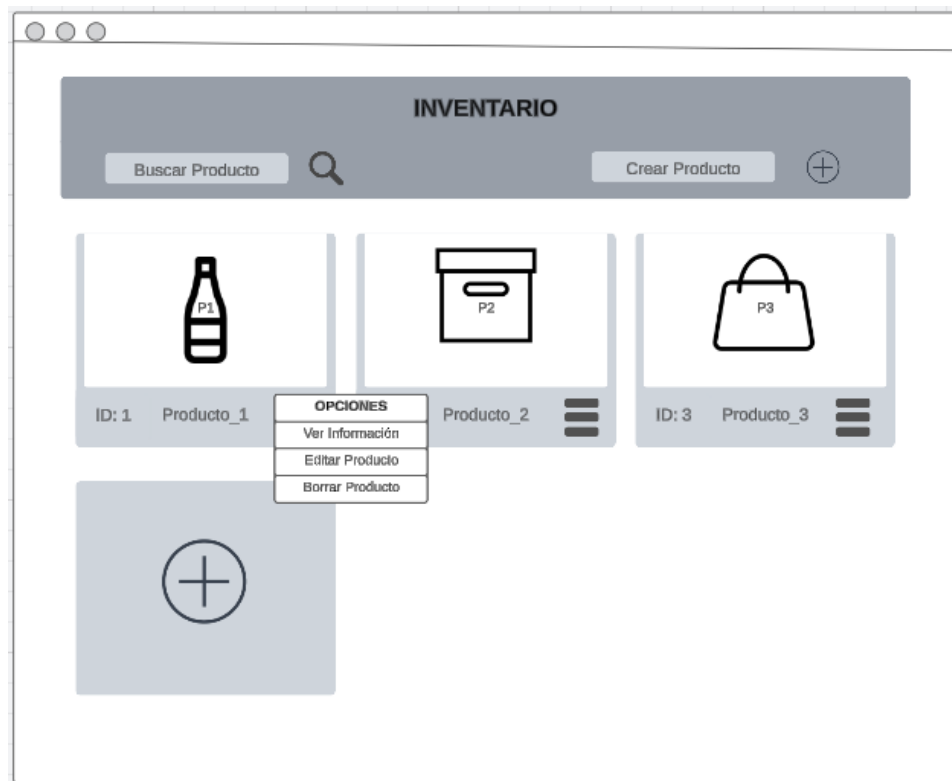 INVENTARIO
Buscar Producto
Crear Producto
P1
P2
P3
ID: 1 Producto_1
Producto_2
ID: 3 Producto_3
OPCIONES
Ver Información
Editar Producto
Borrar Producto